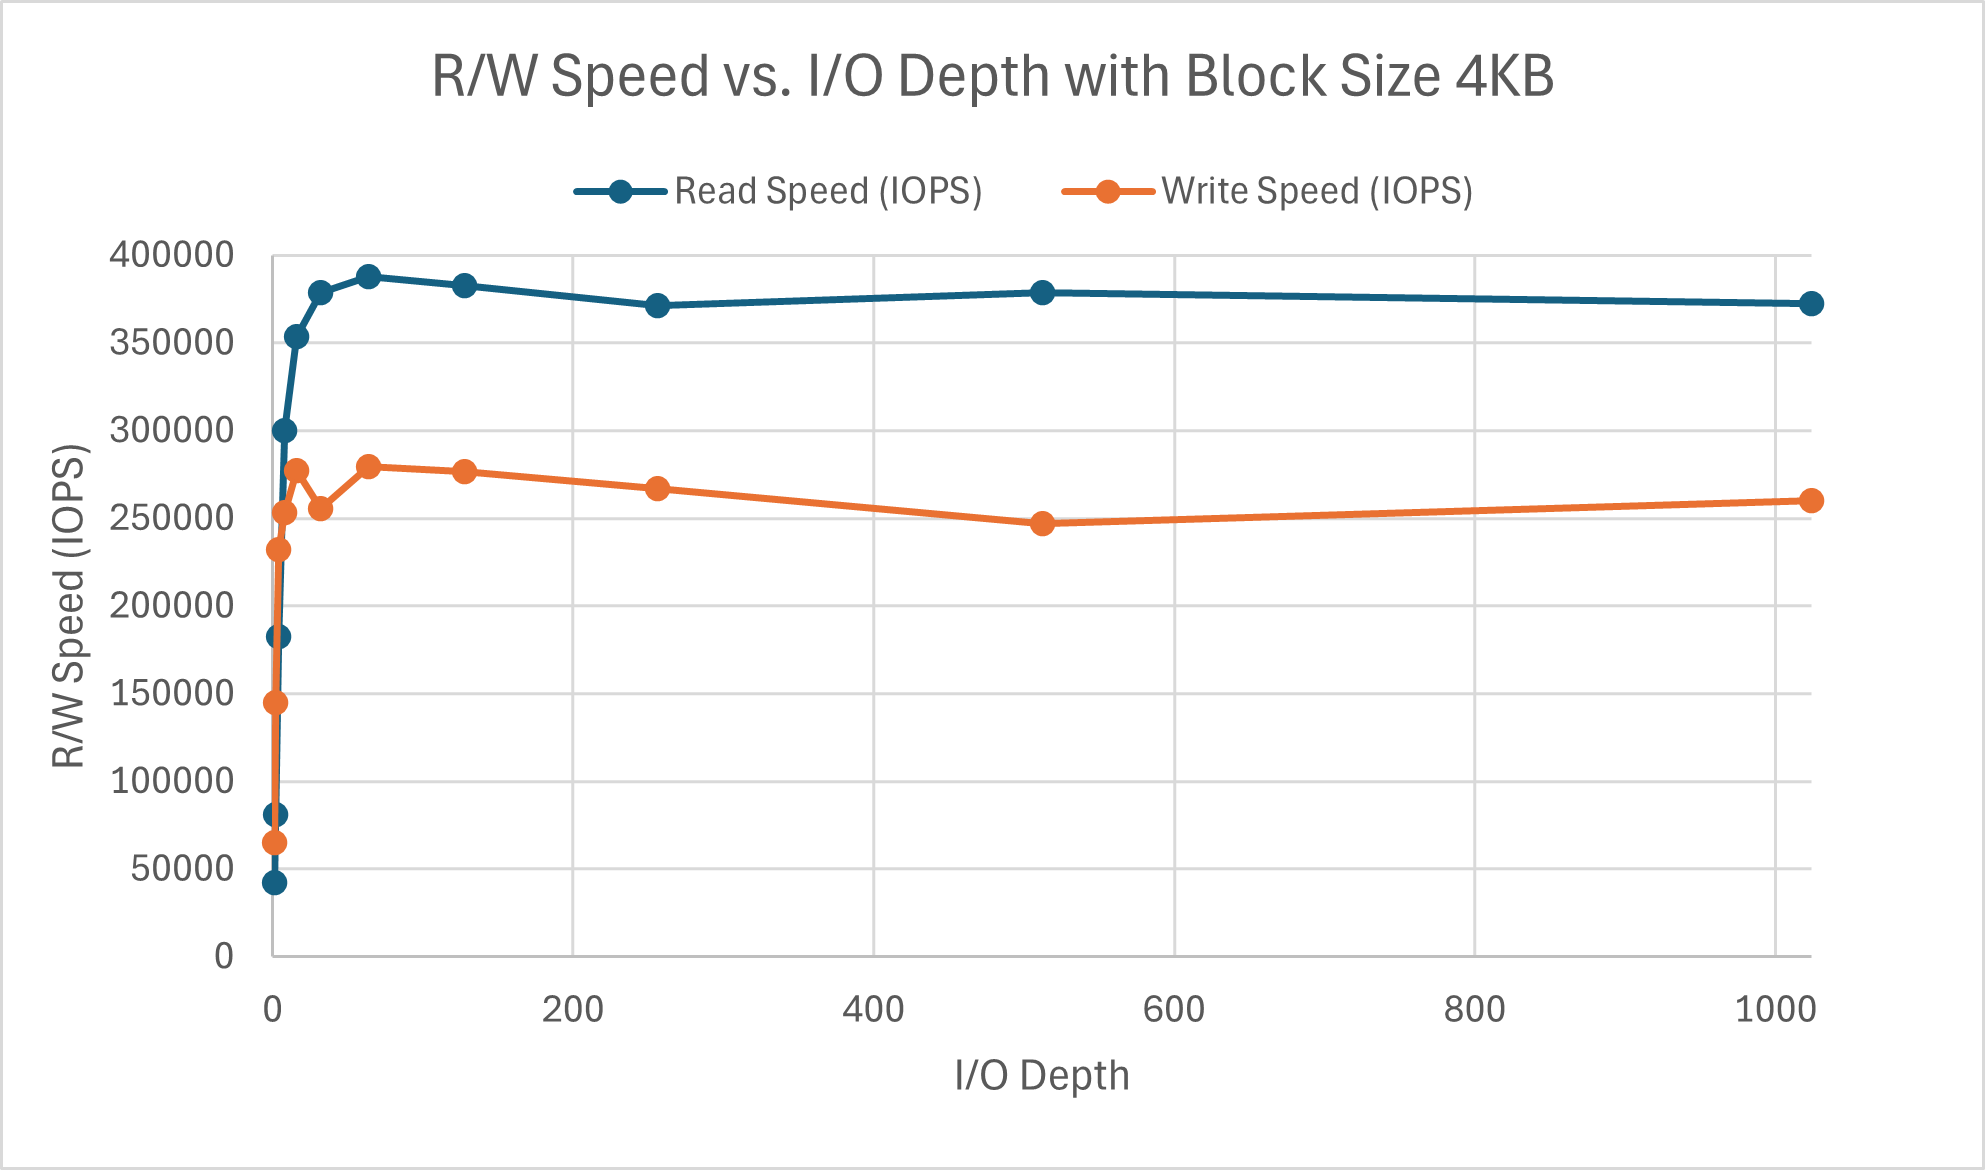 R/W Speed vs. I/O Depth with Block Size 4KB
Read Speed (IOPS) Write Speed (IOPS)
R/W Speed (IOPS)
400000
350000
300000
250000
200000
150000
100000
50000
0
0 200 400 600 800 1000
I/O Depth